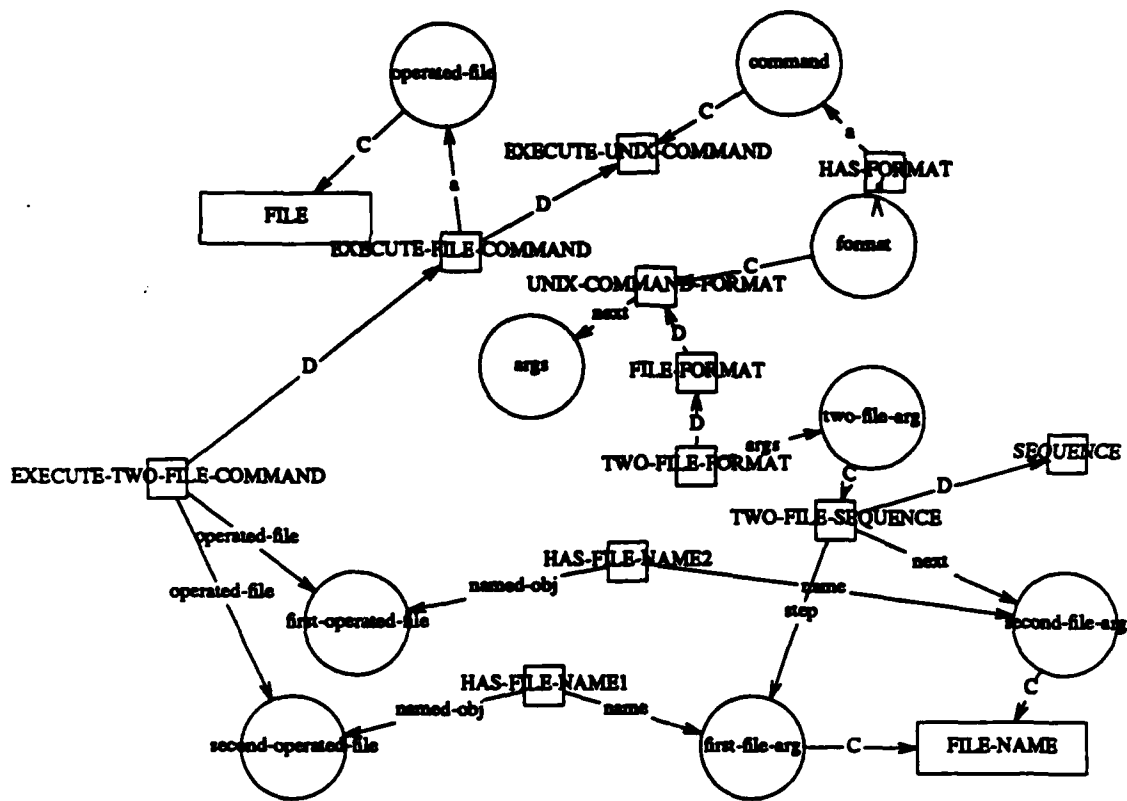 operated-file
command
C
C
a
EXECUTE-UNIX-COMMAND
HAS-FORMAT
a
D
FILE
format
EXECUTE-FILE-COMMAND
C
UNIX-COMMAND-FORMAT
next
D
D
args
FILE-FORMAT
two-file-arg
D
args
SEQUENCE
TWO-FILE-FORMAT
EXECUTE-TWO-FILE-COMMAND
C
D
TWO-FILE-SEQUENCE
operated-file
HAS-FILE-NAME2
next
operated-file
named-obj
name
step
first-operated-file
second-file-arg
HAS-FILE-NAME1
C
named-obj
name
second-operated-file
first-file-arg
C
FILE-NAME